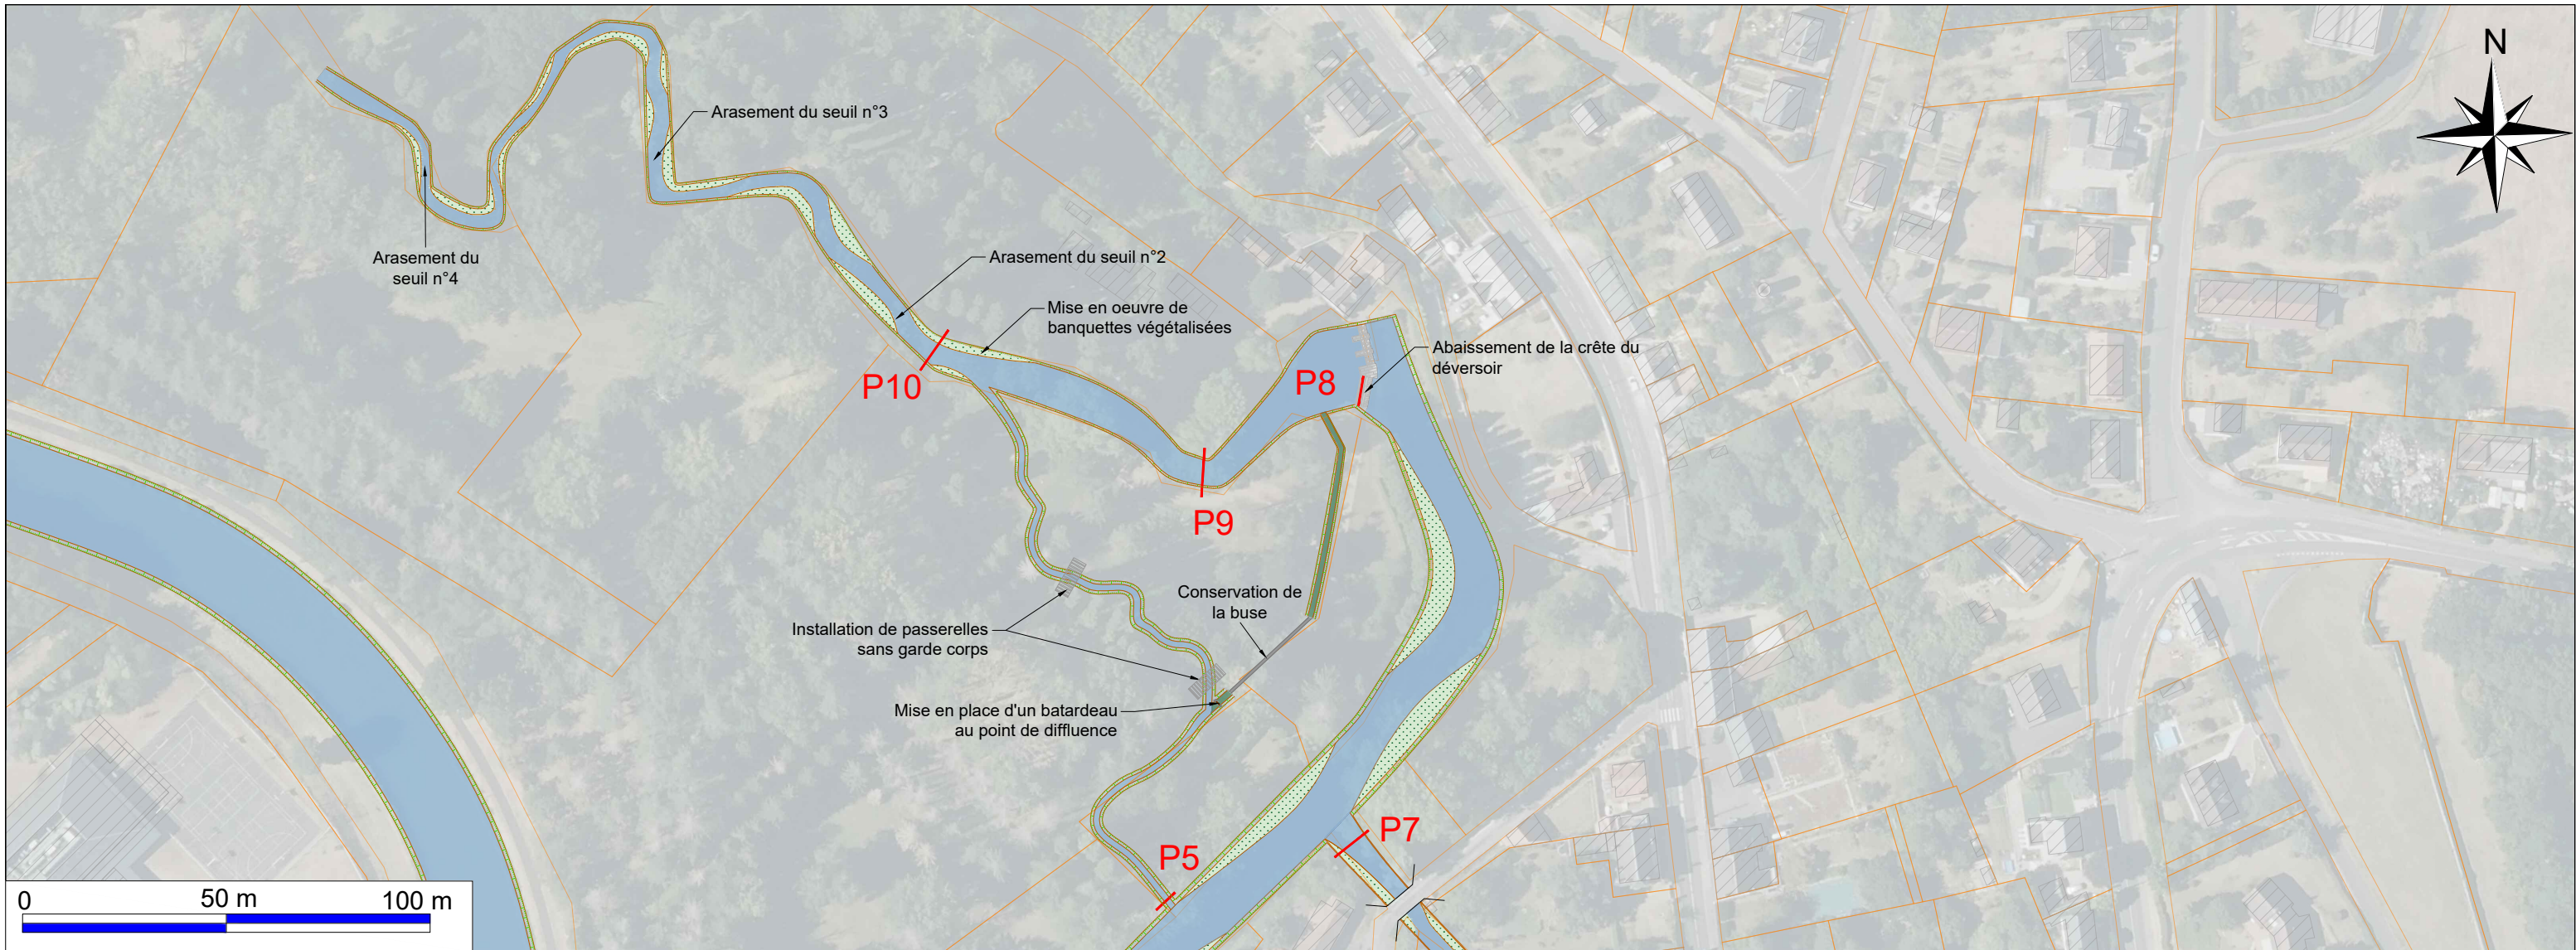 N
Arasement du seuil n°3
Arasement du
seuil n°4
Arasement du seuil n°2
Mise en oeuvre de
banquettes végétalisées
Abaissement de la crête du
déversoir
P8
P10
P9
Conservation de
la buse
Installation de passerelles
sans garde corps
Mise en place d'un batardeau
au point de diffluence
P7
P5
0 50 m 100 m